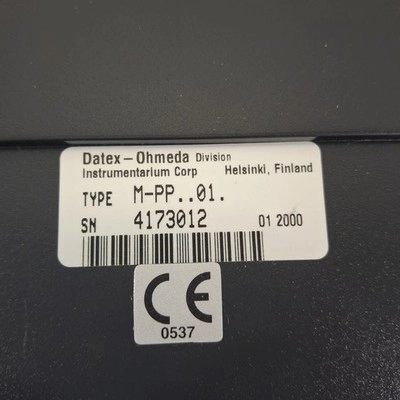 Datex-Ohmeda Division
Instrumentarium Corp Helsinki, Finland
TYPE M-PP..01.
SN 4173012 01 2000
CE
0537